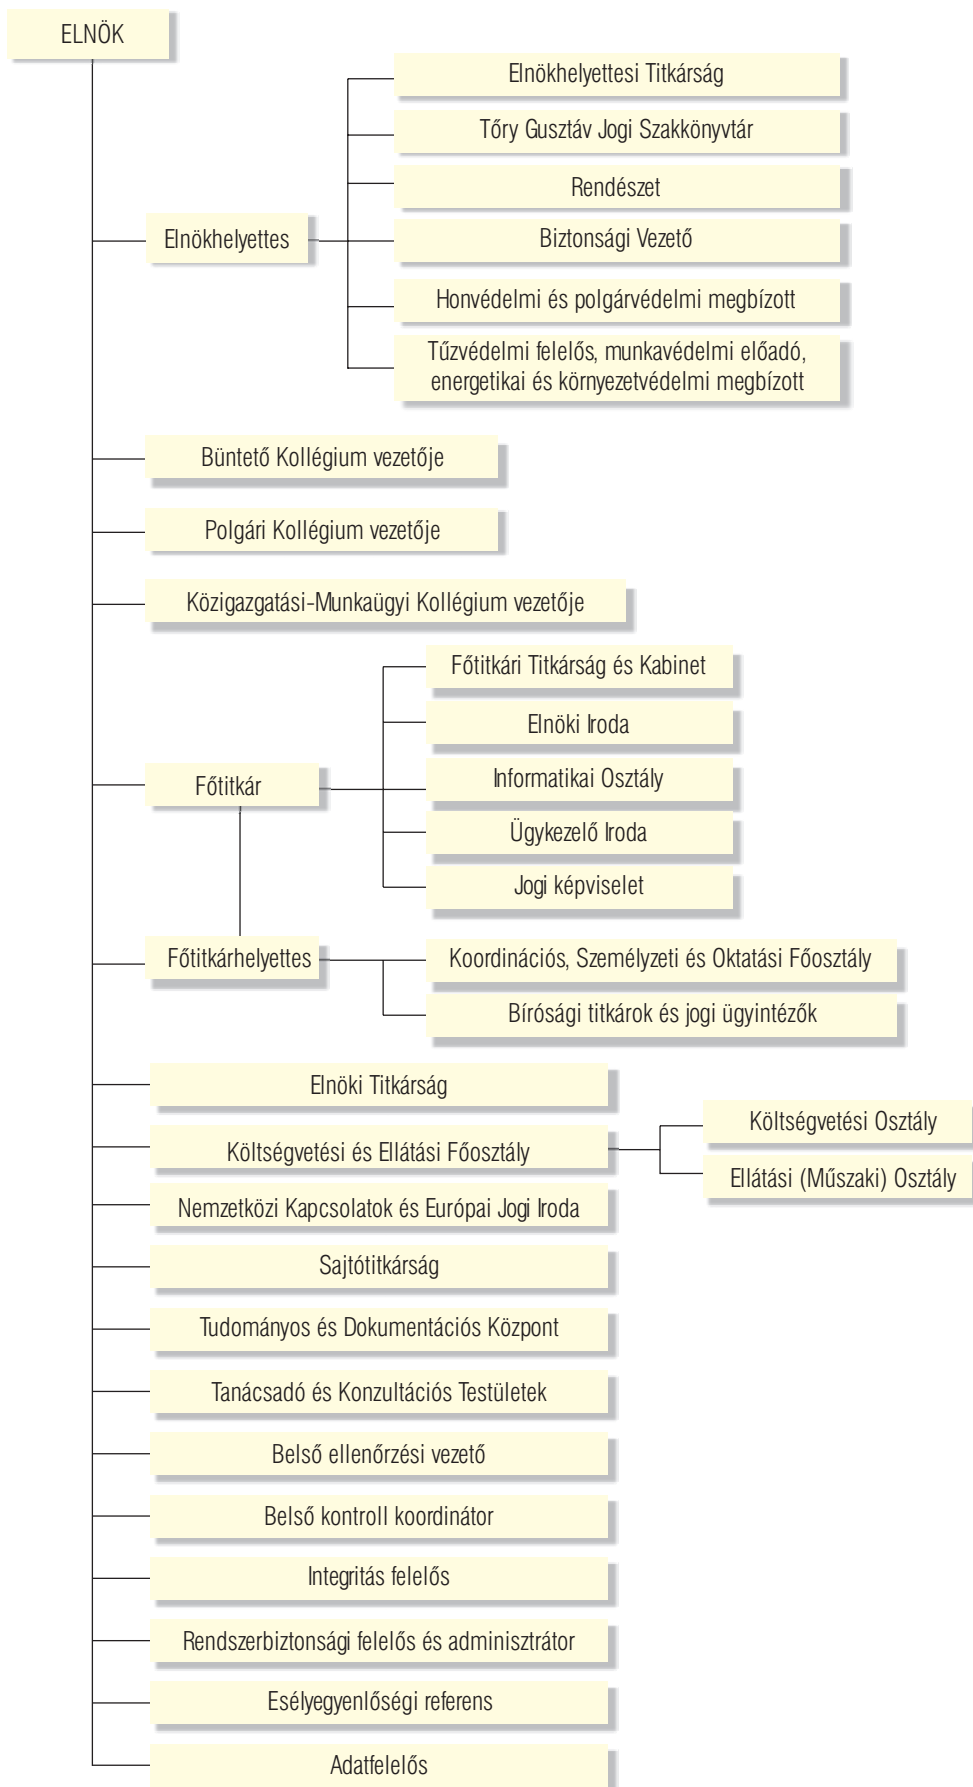 ELNÖK
Elnökhelyettesi Titkárság
Tőry Gusztáv Jogi Szakkönyvtár
Rendészet
Elnökhelyettes
Biztonsági Vezető
Honvédelmi és polgárvédelmi megbízott
Tűzvédelmi felelős, munkavédelmi előadó,
energetikai és környezetvédelmi megbízott
Büntető Kollégium vezetője
Polgári Kollégium vezetője
Közigazgatási-Munkaügyi Kollégium vezetője
Főtitkári Titkárság és Kabinet
Elnöki Iroda
Főtitkár
Informatikai Osztály
Ügykezelő Iroda
Jogi képviselet
Főtitkárhelyettes
Koordinációs, Személyzeti és Oktatási Főosztály
Bírósági titkárok és jogi ügyintézők
Elnöki Titkárság
Költségvetési és Ellátási Főosztály
Költségvetési Osztály
Ellátási (Műszaki) Osztály
Nemzetközi Kapcsolatok és Európai Jogi Iroda
Sajtótitkárság
Tudományos és Dokumentációs Központ
Tanácsadó és Konzultációs Testületek
Belső ellenőrzési vezető
Belső kontroll koordinátor
Integritás felelős
Rendszerbiztonsági felelős és adminisztrátor
Esélyegyenlőségi referens
Adatfelelős